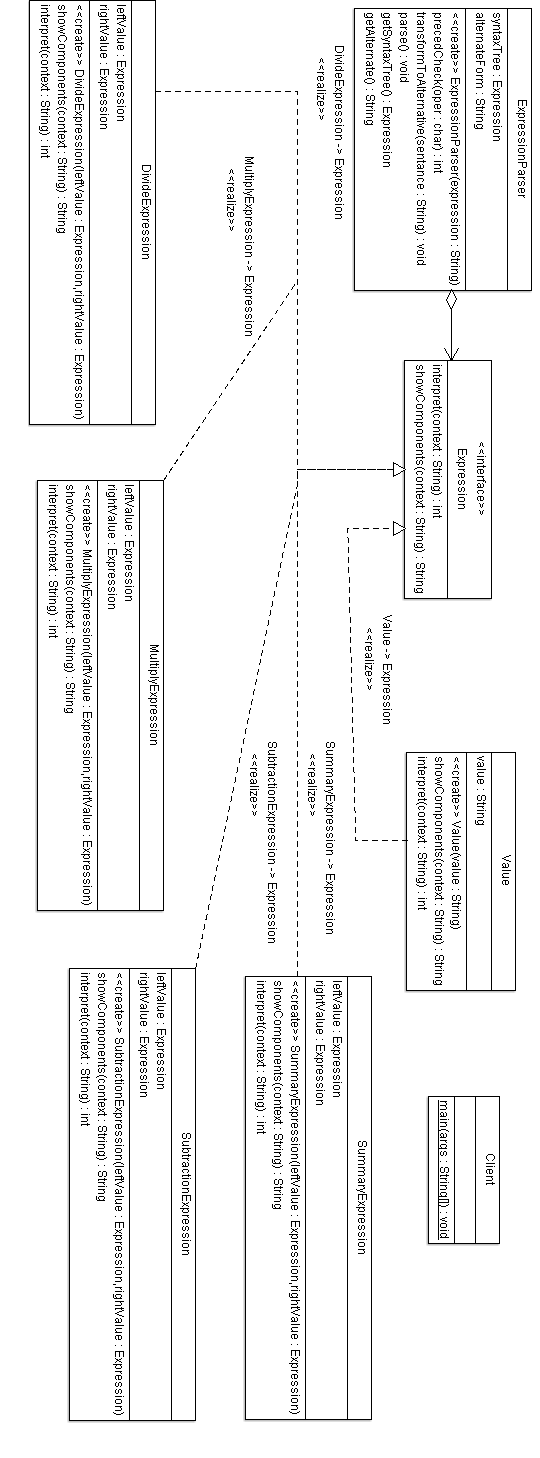 ExpressionParser
syntaxTree : Expression
alternateForm : String
<<create>> ExpressionParser(expression : String)
precedCheck(oper : char) : int
transformToAlternative(sentance : String) : void
parse() : void
getSyntaxTree() : Expression
getAlternate() : String
<<interface>>
Expression
interpret(context : String) : int
showComponents(context : String) : String
Value
value : String
<<create>> Value(value : String)
showComponents(context : String) : String
interpret(context : String) : int
Client
main(args : String[]) : void
DivideExpression -> Expression
<<realize>>
MultiplyExpression -> Expression
<<realize>>
Value -> Expression
<<realize>>
SummaryExpression -> Expression
<<realize>>
SubtractionExpression -> Expression
<<realize>>
DivideExpression
leftValue : Expression
rightValue : Expression
<<create>> DivideExpression(leftValue : Expression,rightValue : Expression)
showComponents(context : String) : String
interpret(context : String) : int
MultiplyExpression
leftValue : Expression
rightValue : Expression
<<create>> MultiplyExpression(leftValue : Expression,rightValue : Expression)
showComponents(context : String) : String
interpret(context : String) : int
SubtractionExpression
leftValue : Expression
rightValue : Expression
<<create>> SubtractionExpression(leftValue : Expression,rightValue : Expression)
showComponents(context : String) : String
interpret(context : String) : int
SummaryExpression
leftValue : Expression
rightValue : Expression
<<create>> SummaryExpression(leftValue : Expression,rightValue : Expression)
showComponents(context : String) : String
interpret(context : String) : int